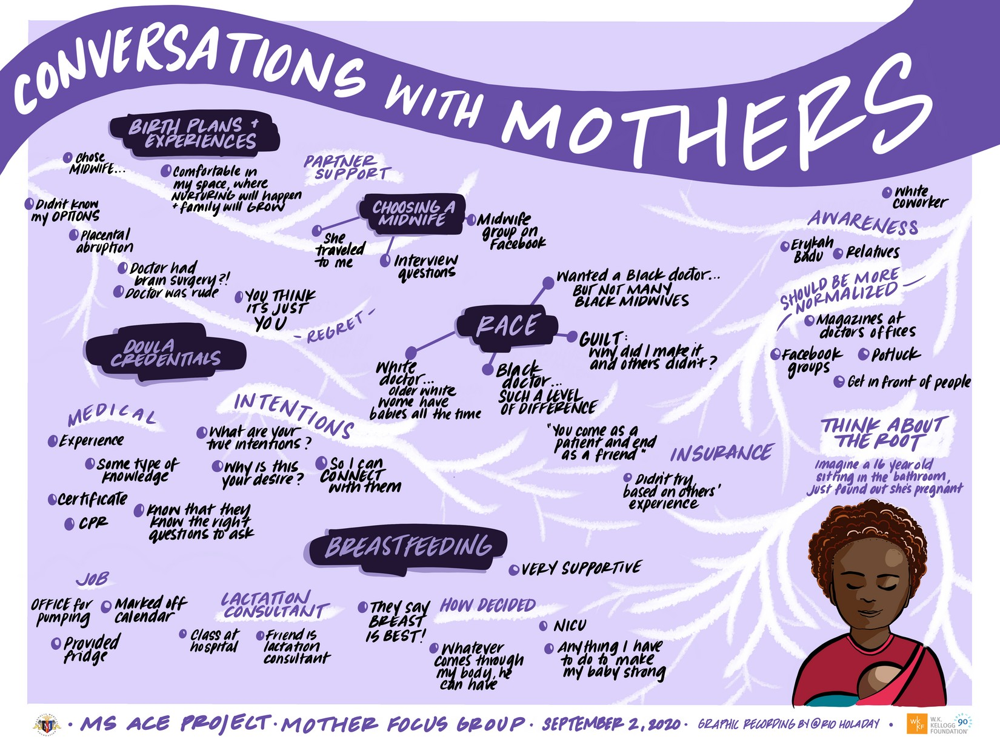 CONVERSATIONS WITH MOTHERS
BIRTH PLANS +
EXPERIENCES
Chose
MIDWIFE...
Comfortable in
my space, where
NURTURING will happen
+ family will GROW
Didn't know
my OPTIONS
Placental
abruption
Doctor had
brain surgery?!
Doctor was rude
YOU THINK
IT'S JUST
YOU
- REGRET -
PARTNER
SUPPORT
CHOOSING A
MIDWIFE
She
traveled
to me
Interview
questions
Midwife
group on
Facebook
RACE
Wanted a Black doctor...
BUT NOT MANY
BLACK MIDWIVES
GUILT:
why did I make it
and others didn't?
White
doctor...
older white
wome have
babies all the time
Black
doctor...
SUCH A LEVEL
OF DIFFERENCE
"You come as a
patient and end
as a friend"
INSURANCE
Didn't try,
based on others'
experience
White
coworker
AWARENESS
Erykah
Badu
Relatives
SHOULD BE MORE
NORMALIZED
Magazines at
doctors offices
Facebook
groups
Potluck
Get in front of people
THINK ABOUT
THE ROOT
Imagine a 16 year old
sitting in the bathroom,
just found out she's pregnant
DOULA
CREDENTIALS
MEDICAL
Experience
Some type of
knowledge
Certificate
CPR
Know that they
know the right
questions to ask
INTENTIONS
What are your
true intentions?
Why is this
your desire?
So I can
CONNECT
with them
BREASTFEEDING
VERY SUPPORTIVE
JOB
OFFICE for
pumping
Marked off
calendar
Provided
fridge
LACTATION
CONSULTANT
Class at
hospital
Friend is
lactation
consultant
They say
BREAST
IS BEST!
HOW DECIDED
NICU
Whatever
comes through
my body, he
can have
Anything I have
to do to make
my baby strong
· MS ACE PROJECT · MOTHER FOCUS GROUP · SEPTEMBER 2, 2020 · GRAPHIC RECORDING BY @RIO HOLADAY ·
WKKF
W.K.
KELLOGG
FOUNDATION
90